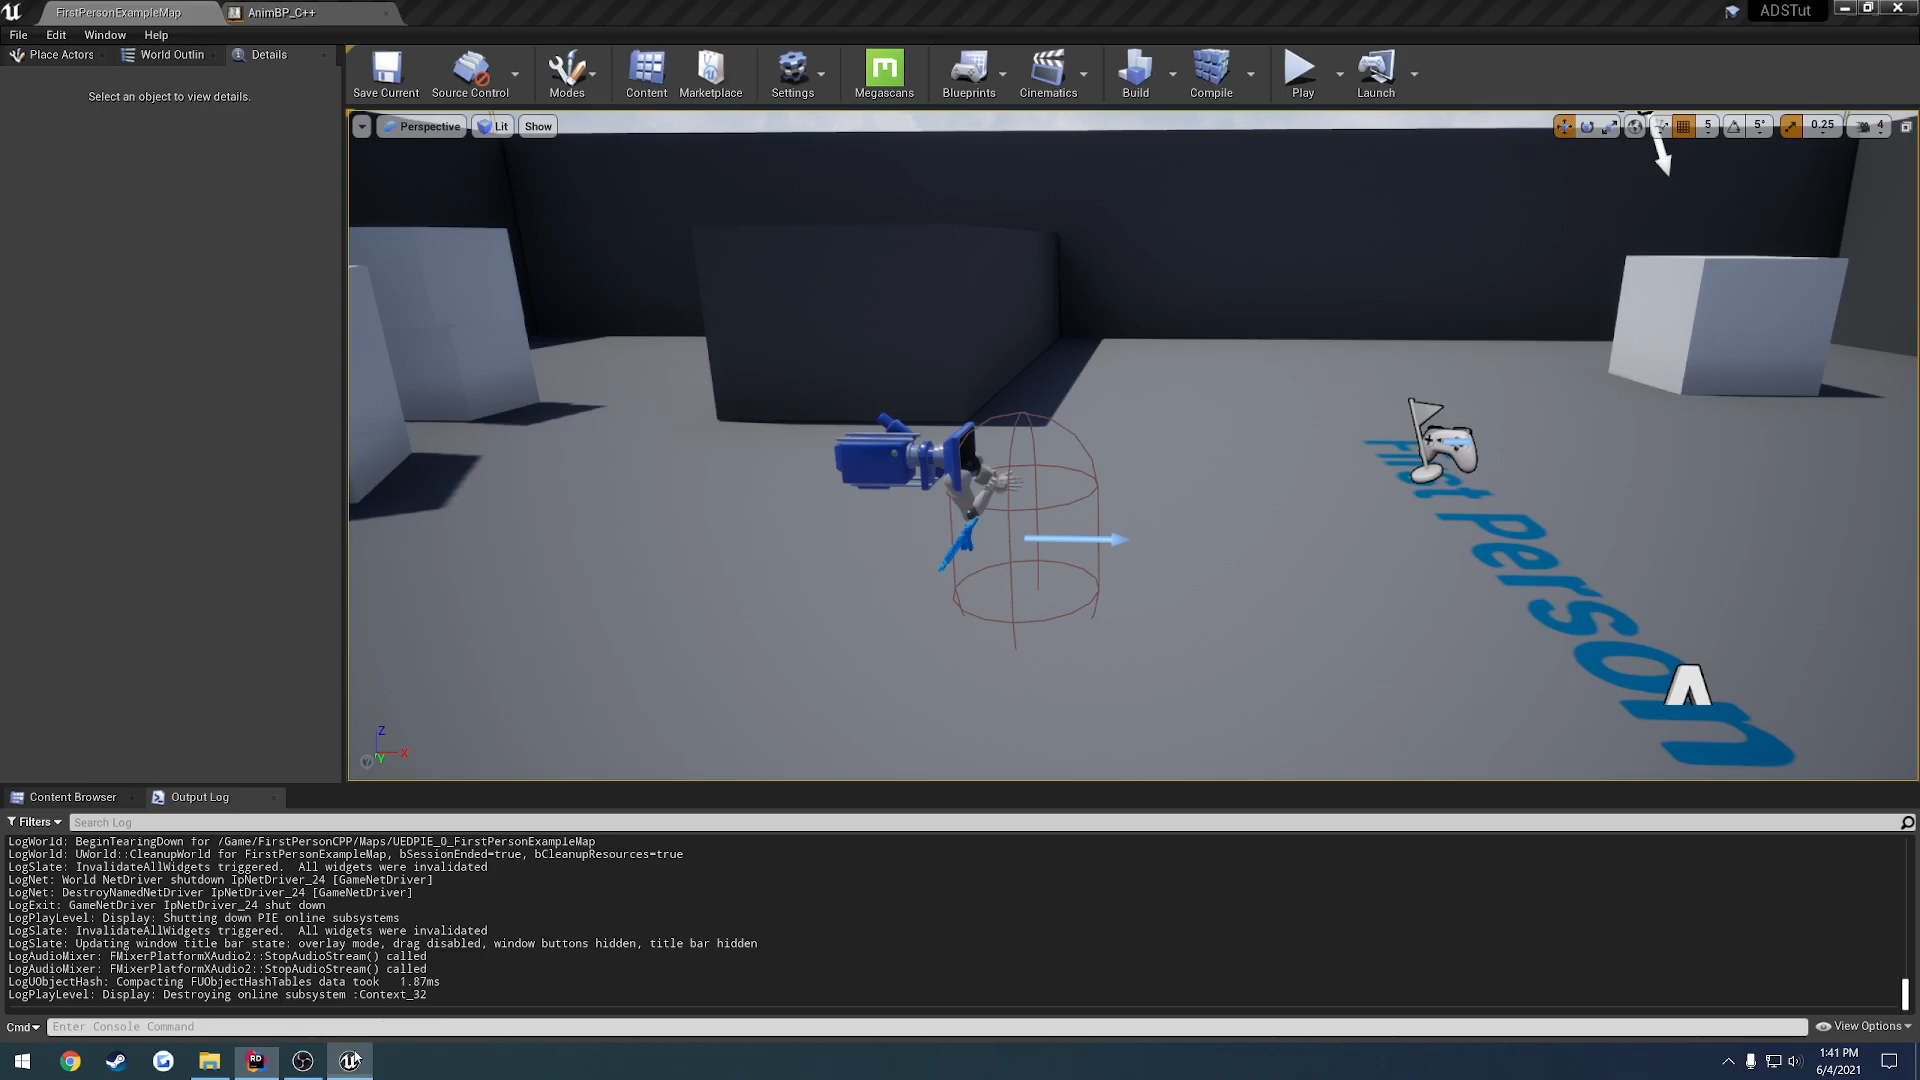 FirstPersonExampleMap
AnimBP_C++
ADSTut
File Edit Window Help
Place Actors
World Outlin
Details
Select an object to view details.
Save Current
Source Control
Modes
Content
Marketplace
Settings
Megascans
Blueprints
Cinematics
Build
Compile
Play
Launch
Perspective
Lit
Show
5
5°
0.25
4
First Person
Z
X
Y
Content Browser
Output Log
Filters
Search Log
LogWorld: BeginTearingDown for /Game/FirstPersonCPP/Maps/UEDPIE_0_FirstPersonExampleMap
LogWorld: UWorld::CleanupWorld for FirstPersonExampleMap, bSessionEnded=true, bCleanupResources=true
LogSlate: InvalidateAllWidgets triggered.  All widgets were invalidated
LogNet: World NetDriver shutdown IpNetDriver_24 [GameNetDriver]
LogNet: DestroyNamedNetDriver IpNetDriver_24 [GameNetDriver]
LogExit: GameNetDriver IpNetDriver_24 shut down
LogPlayLevel: Display: Shutting down PIE online subsystems
LogSlate: InvalidateAllWidgets triggered.  All widgets were invalidated
LogSlate: Updating window title bar state: overlay mode, drag disabled, window buttons hidden, title bar hidden
LogAudioMixer: FMixerPlatformXAudio2::StopAudioStream() called
LogAudioMixer: FMixerPlatformXAudio2::StopAudioStream() called
LogUObjectHash: Compacting FUObjectHashTables data took   1.87ms
LogPlayLevel: Display: Destroying online subsystem :Context_32
Cmd
Enter Console Command
View Options
RD
1:41 PM
6/4/2021